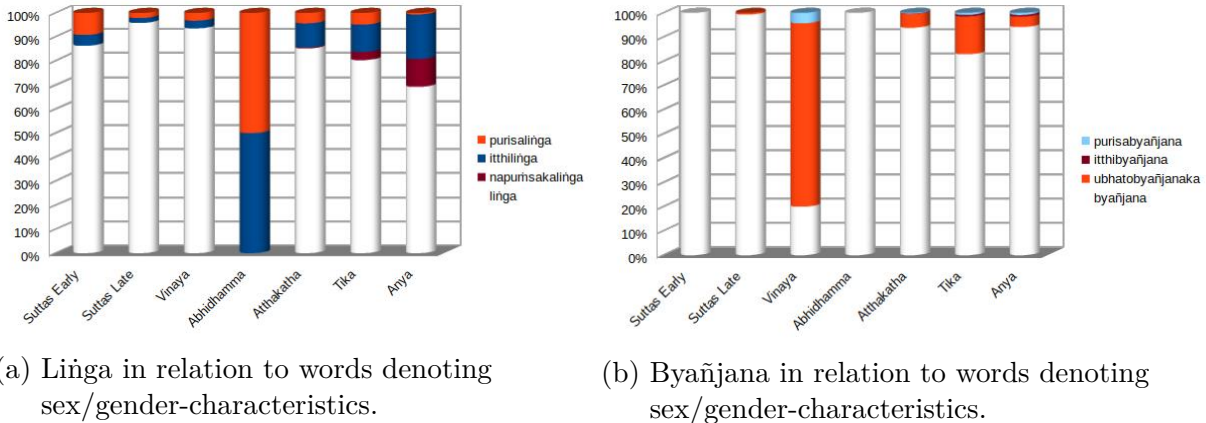 100%
90%
80%
70%
60%
50%
40%
30%
20%
10%
0%
Suttas Early
Suttas Late
Vinaya
Abhidhamma
Atthakatha
Tika
Anya
purisaliṅga
itthiliṅga
napuṁsakaliṅga
liṅga
(a) Liṅga in relation to words denoting
sex/gender-characteristics.
100%
90%
80%
70%
60%
50%
40%
30%
20%
10%
0%
Suttas Early
Suttas Late
Vinaya
Abhidhamma
Atthakatha
Tika
Anya
purisabyañjana
itthibyañjana
ubhatobyañjanaka
byañjana
(b) Byañjana in relation to words denoting
sex/gender-characteristics.